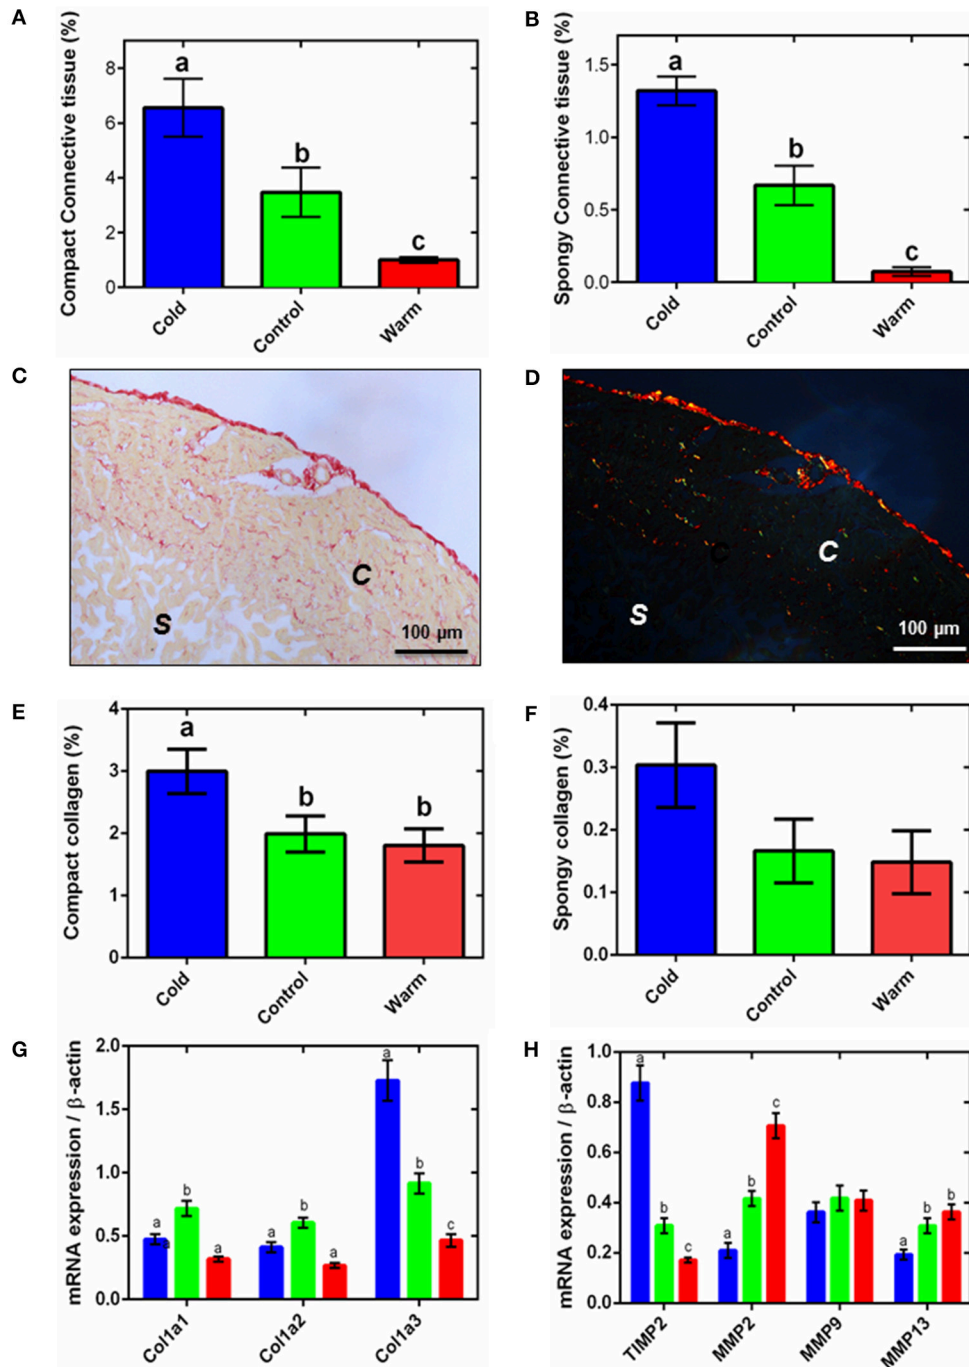 A
Compact Connective tissue (%)
8
6
4
2
0
a
b
c
Cold
Control
Warm
B
Spongy Connective tissue (%)
1.5
1.0
0.5
0.0
a
b
c
Cold
Control
Warm
C
C
S
100 µm
D
C
C
S
100 µm
E
Compact collagen (%)
4
3
2
1
0
a
b
b
Cold
Control
Warm
F
Spongy collagen (%)
0.4
0.3
0.2
0.1
0.0
Cold
Control
Warm
G
mRNA expression / β-actin
2.0
1.5
1.0
0.5
0.0
a
a
b
a
a
b
a
a
b
c
Col1a1
Col1a2
Col1a3
H
mRNA expression / β-actin
1.0
0.8
0.6
0.4
0.2
0.0
a
b
c
a
b
c
a
b
b
TIMP2
MMP2
MMP9
MMP13